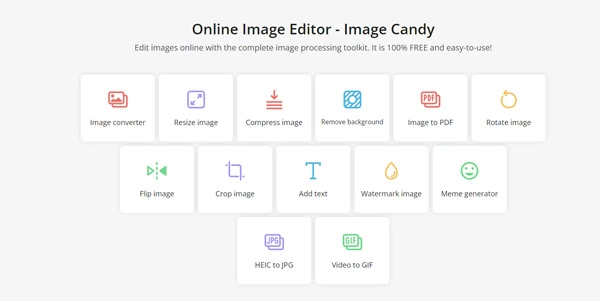 Online Image Editor - Image Candy
Edit images online with the complete image processing toolkit. It is 100% FREE and easy-to-use!
Image converter
Resize image
Compress image
Remove background
PDF
Image to PDF
Rotate image
Flip image
Crop image
T
Add text
Watermark image
Meme generator
JPG
HEIC to JPG
GIF
Video to GIF